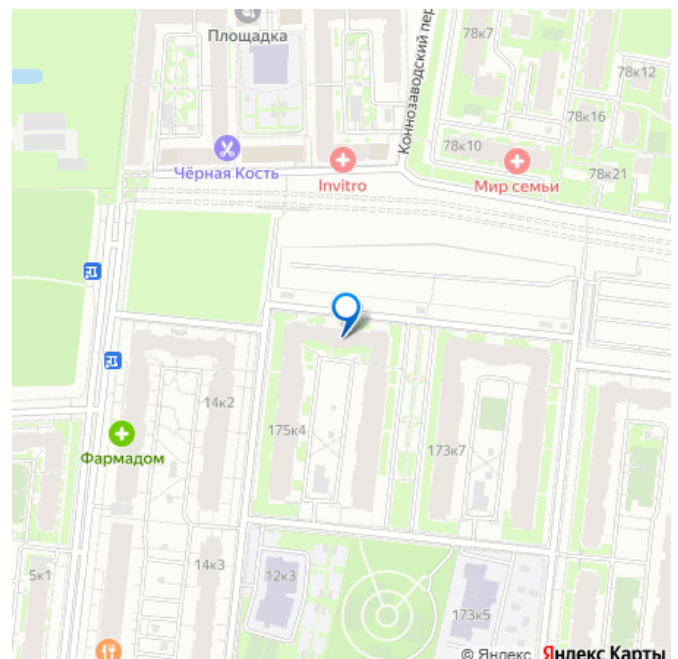 Площадка
78к7
78к12
Коннозаводский пер
78к16
78к10
Чёрная Кость
Invitro
Мир семьи
78к21
14к2
175к4
173к7
Фармадом
5к1
14к3
12к3
173к5
© Яндекс Яндекс Карты